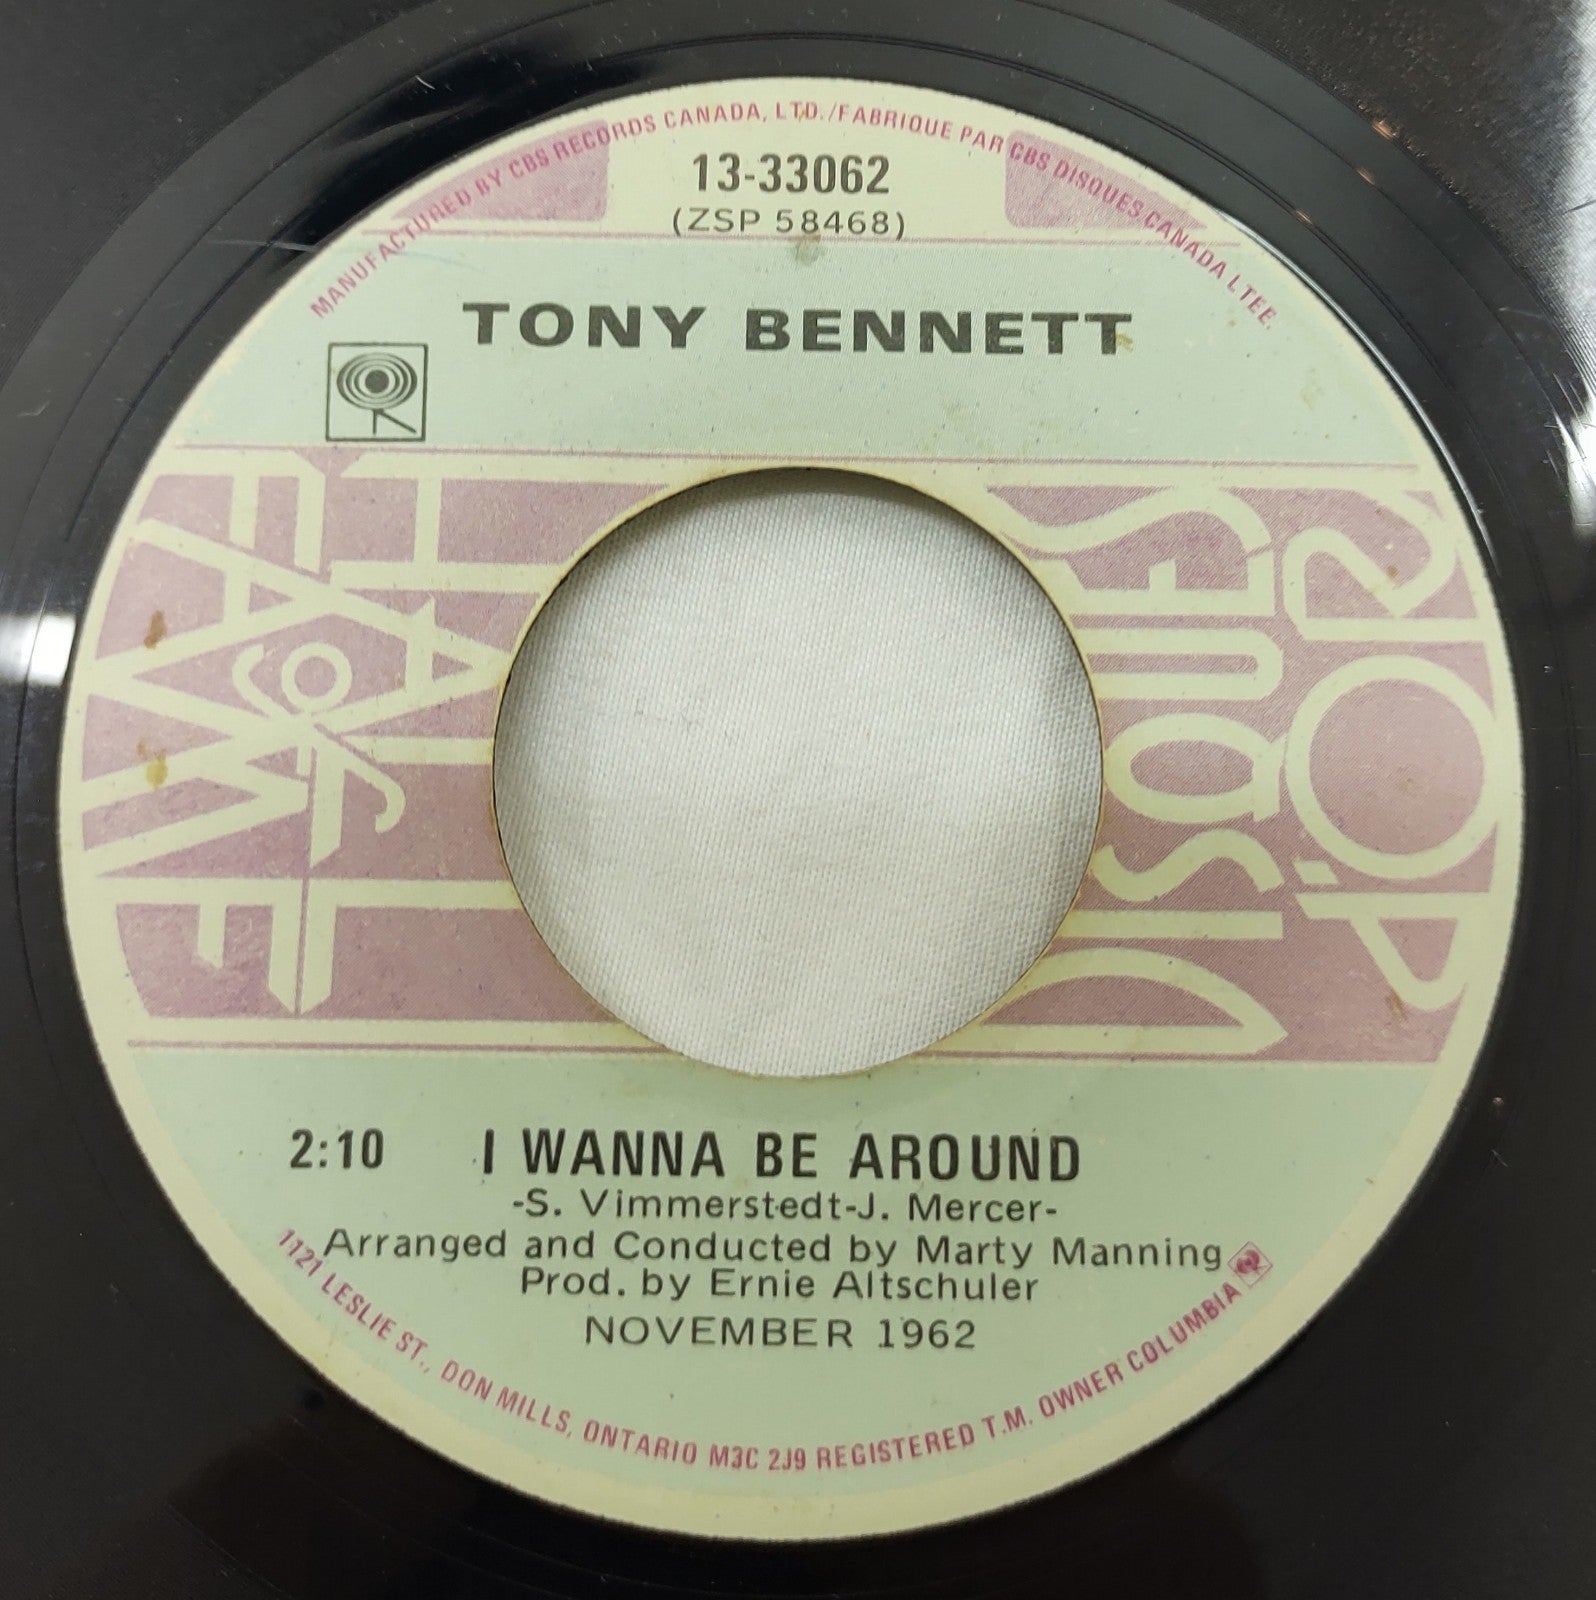 MANUFACTURED BY CBS RECORDS CANADA, LTD./FABRIQUE PAR CBS DISQUES CANADA LTEE.
13-33062
(ZSP 58468)
TONY BENNETT
HALL
OF
FAME
DISQUES
POP
2:10 I WANNA BE AROUND
-S. Vimmerstedt-J. Mercer-
Arranged and Conducted by Marty Manning
Prod. by Ernie Altschuler
NOVEMBER 1962
1121 LESLIE ST., DON MILLS, ONTARIO M3C 2J9 REGISTERED T.M. OWNER COLUMBIA